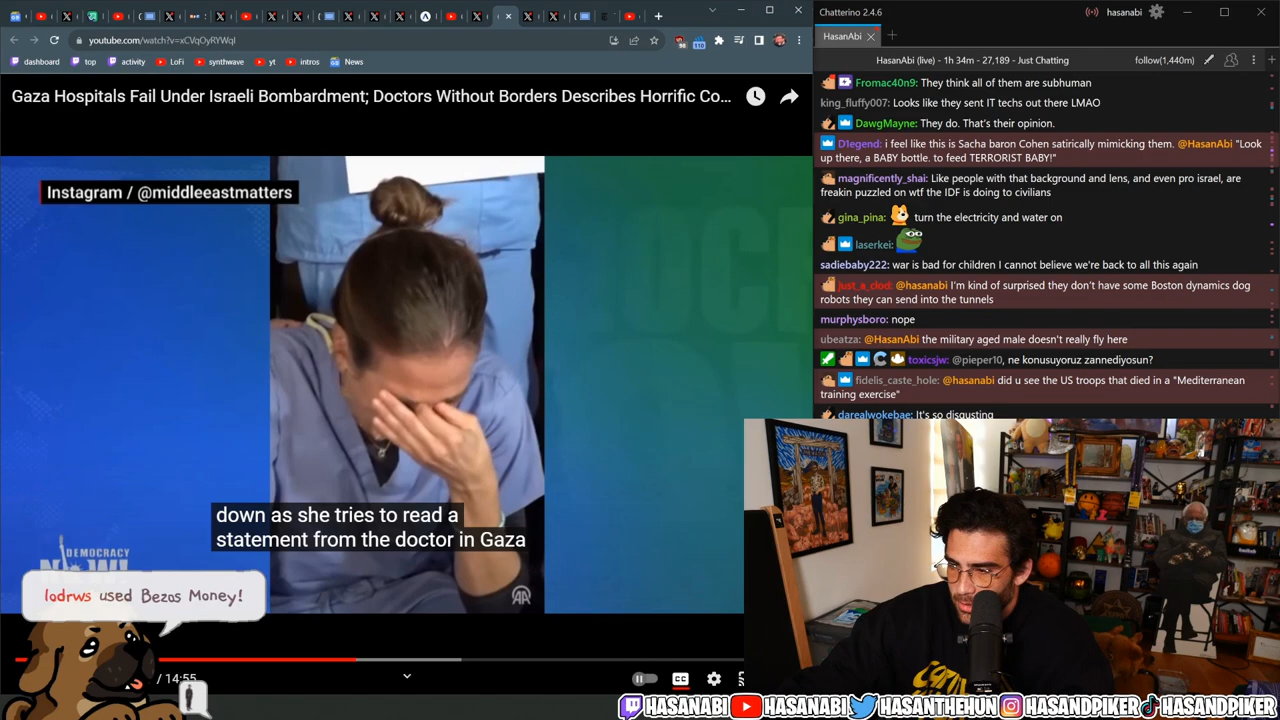 Chatterino 2.4.6
hasanabi
youtube.com/watch?v=xCVqOyRYWqI
HasanAbi
dashboard
top
activity
LoFi
synthwave
yt
intros
News
HasanAbi (live) - 1h 34m - 27,189 - Just Chatting
follow(1,440m)
Gaza Hospitals Fail Under Israeli Bombardment; Doctors Without Borders Describes Horrific Co...
Instagram / @middleeastmatters
down as she tries to read a
statement from the doctor in Gaza
DEMOCRACY
NOW!
lodrws used Bezos Money!
/ 14:55
Fromac40n9: They think all of them are subhuman
king_fluffy007: Looks like they sent IT techs out there LMAO
DawgMayne: They do. That's their opinion.
D1egend: i feel like this is Sacha baron Cohen satirically mimicking them. @HasanAbi "Look
up there, a BABY bottle. to feed TERRORIST BABY!"
magnificently_shai: Like people with that background and lens, and even pro israel, are
freakin puzzled on wtf the IDF is doing to civilians
gina_pina: turn the electricity and water on
laserkei:
sadiebaby222: war is bad for children I cannot believe we're back to all this again
just_a_clod: @hasanabi I'm kind of surprised they don't have some Boston dynamics dog
robots they can send into the tunnels
murphysboro: nope
ubeatza: @HasanAbi the military aged male doesn't really fly here
toxicsjw: @pieper10, ne konusuyoruz zannediyosun?
fidelis_caste_hole: @hasanabi did u see the US troops that died in a "Mediterranean
training exercise"
darealwokebae: It's so disgusting
HASANABI
HASANABI
HASANTHEHUN
HASANDPIKER
HASANDPIKER